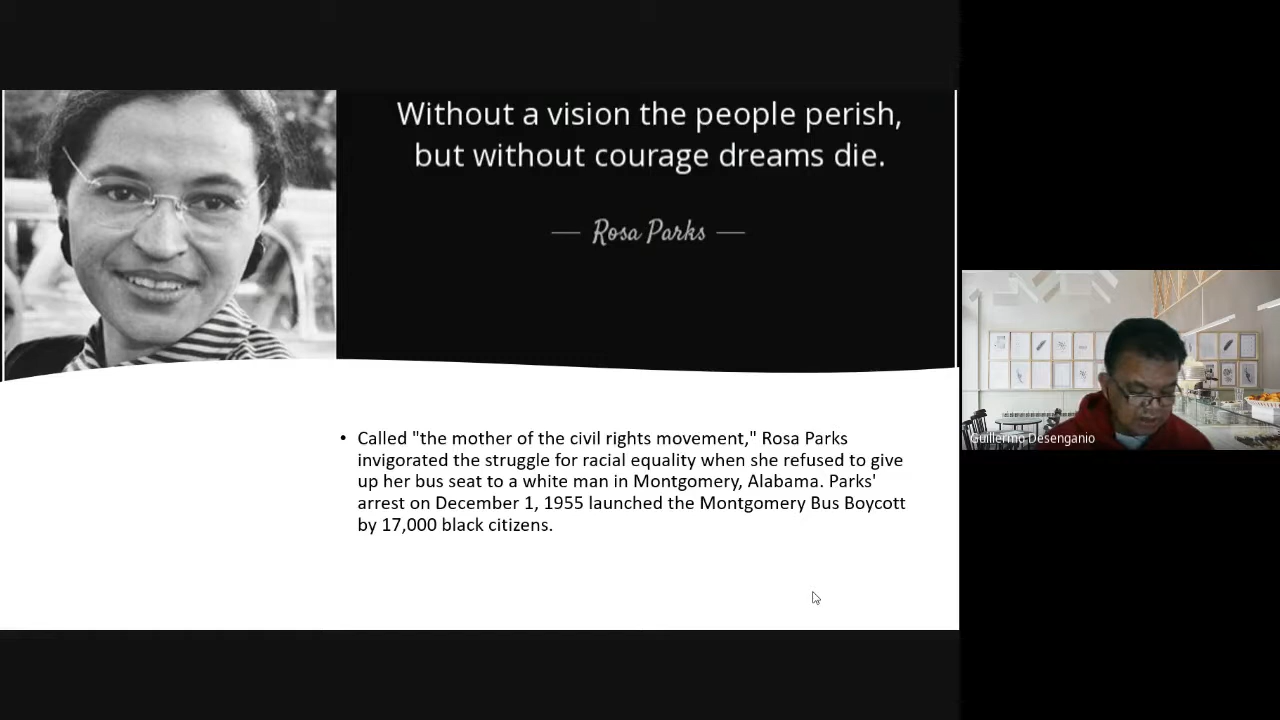 Without a vision the people perish,
but without courage dreams die.
— Rosa Parks —
• Called "the mother of the civil rights movement," Rosa Parks
invigorated the struggle for racial equality when she refused to give
up her bus seat to a white man in Montgomery, Alabama. Parks'
arrest on December 1, 1955 launched the Montgomery Bus Boycott
by 17,000 black citizens.
Guillermo Desenganio